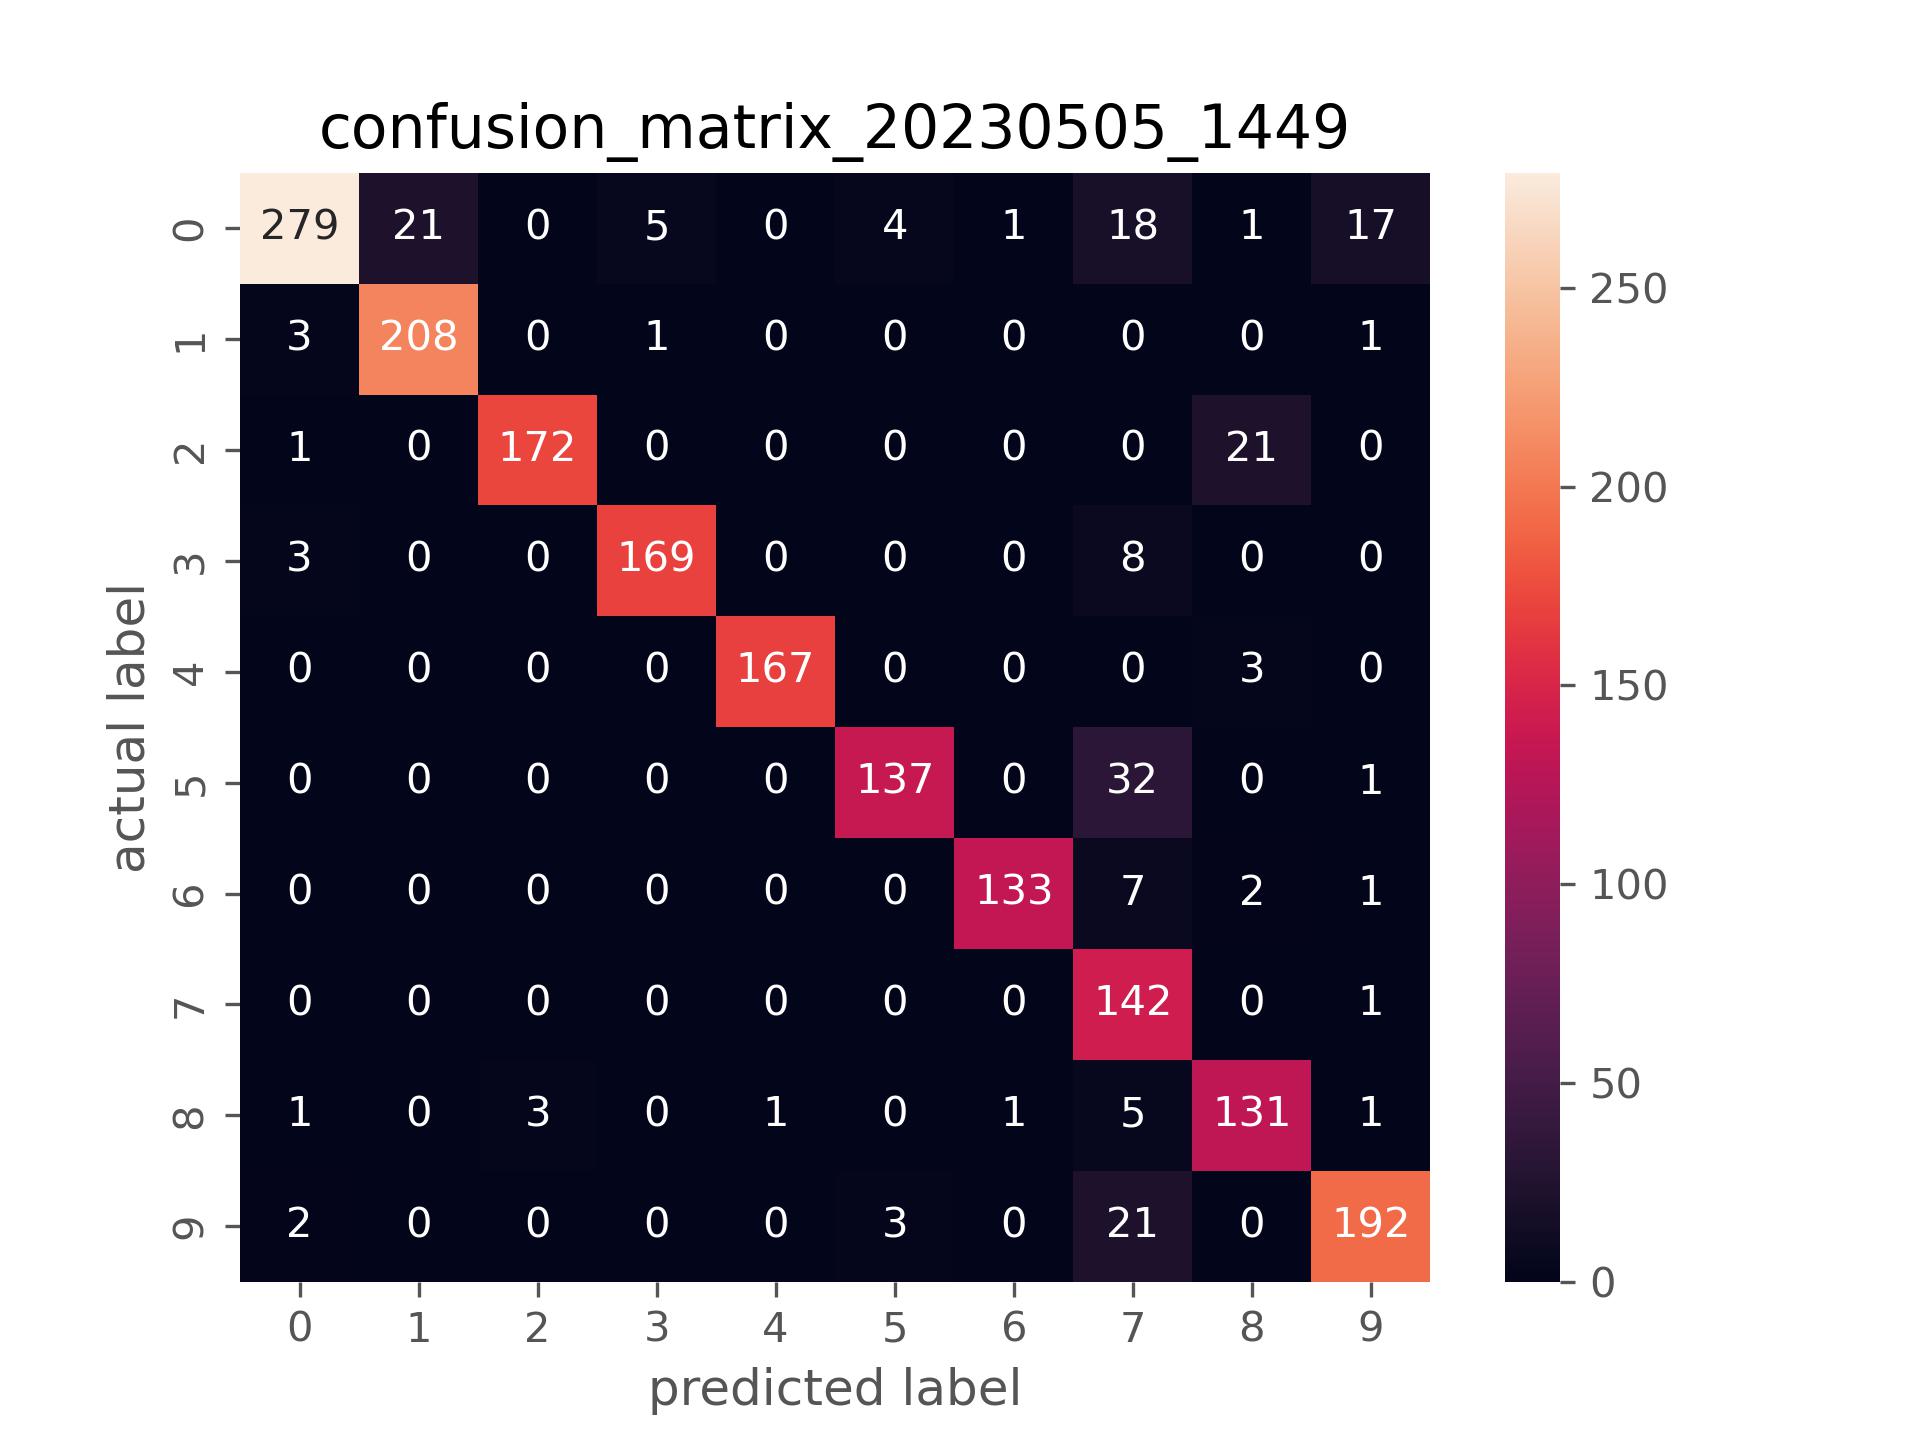 confusion_matrix_20230505_1449
actual label
0 279 21 0 5 0 4 1 18 1 17
1 3 208 0 1 0 0 0 0 0 1
2 1 0 172 0 0 0 0 0 21 0
3 3 0 0 169 0 0 0 8 0 0
4 0 0 0 0 167 0 0 0 3 0
5 0 0 0 0 0 137 0 32 0 1
6 0 0 0 0 0 0 133 7 2 1
7 0 0 0 0 0 0 0 142 0 1
8 1 0 3 0 1 0 1 5 131 1
9 2 0 0 0 0 3 0 21 0 192
0 1 2 3 4 5 6 7 8 9
predicted label
250
200
150
100
50
0